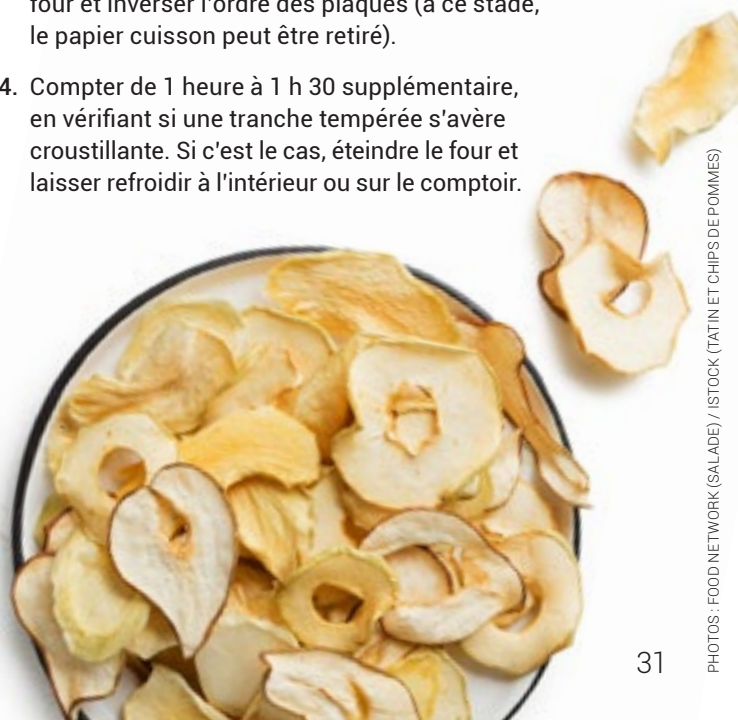 four et inverser l'ordre des plaques (à ce stade,
le papier cuisson peut être retiré).
4. Compter de 1 heure à 1 h 30 supplémentaire,
en vérifiant si une tranche tempérée s'avère
croustillante. Si c'est le cas, éteindre le four et
laisser refroidir à l'intérieur ou sur le comptoir.
PHOTOS : FOOD NETWORK (SALADE) / ISTOCK (TATIN ET CHIPS DE POMMES)
31